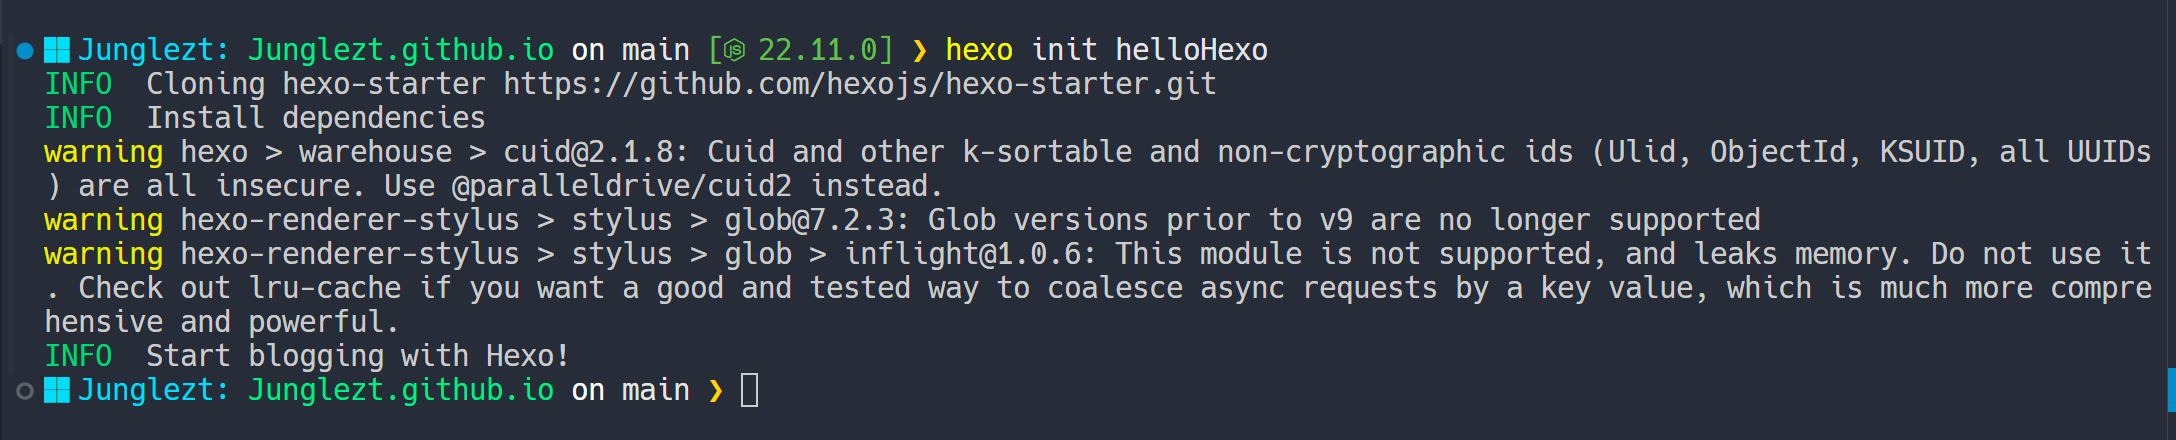 Junglezt: Junglezt.github.io on main [ 22.11.0] ❯ hexo init helloHexo
INFO  Cloning hexo-starter https://github.com/hexojs/hexo-starter.git
INFO  Install dependencies
warning hexo > warehouse > cuid@2.1.8: Cuid and other k-sortable and non-cryptographic ids (Ulid, ObjectId, KSUID, all UUIDs
) are all insecure. Use @paralleldrive/cuid2 instead.
warning hexo-renderer-stylus > stylus > glob@7.2.3: Glob versions prior to v9 are no longer supported
warning hexo-renderer-stylus > stylus > glob > inflight@1.0.6: This module is not supported, and leaks memory. Do not use it
. Check out lru-cache if you want a good and tested way to coalesce async requests by a key value, which is much more compre
hensive and powerful.
INFO  Start blogging with Hexo!
Junglezt: Junglezt.github.io on main ❯